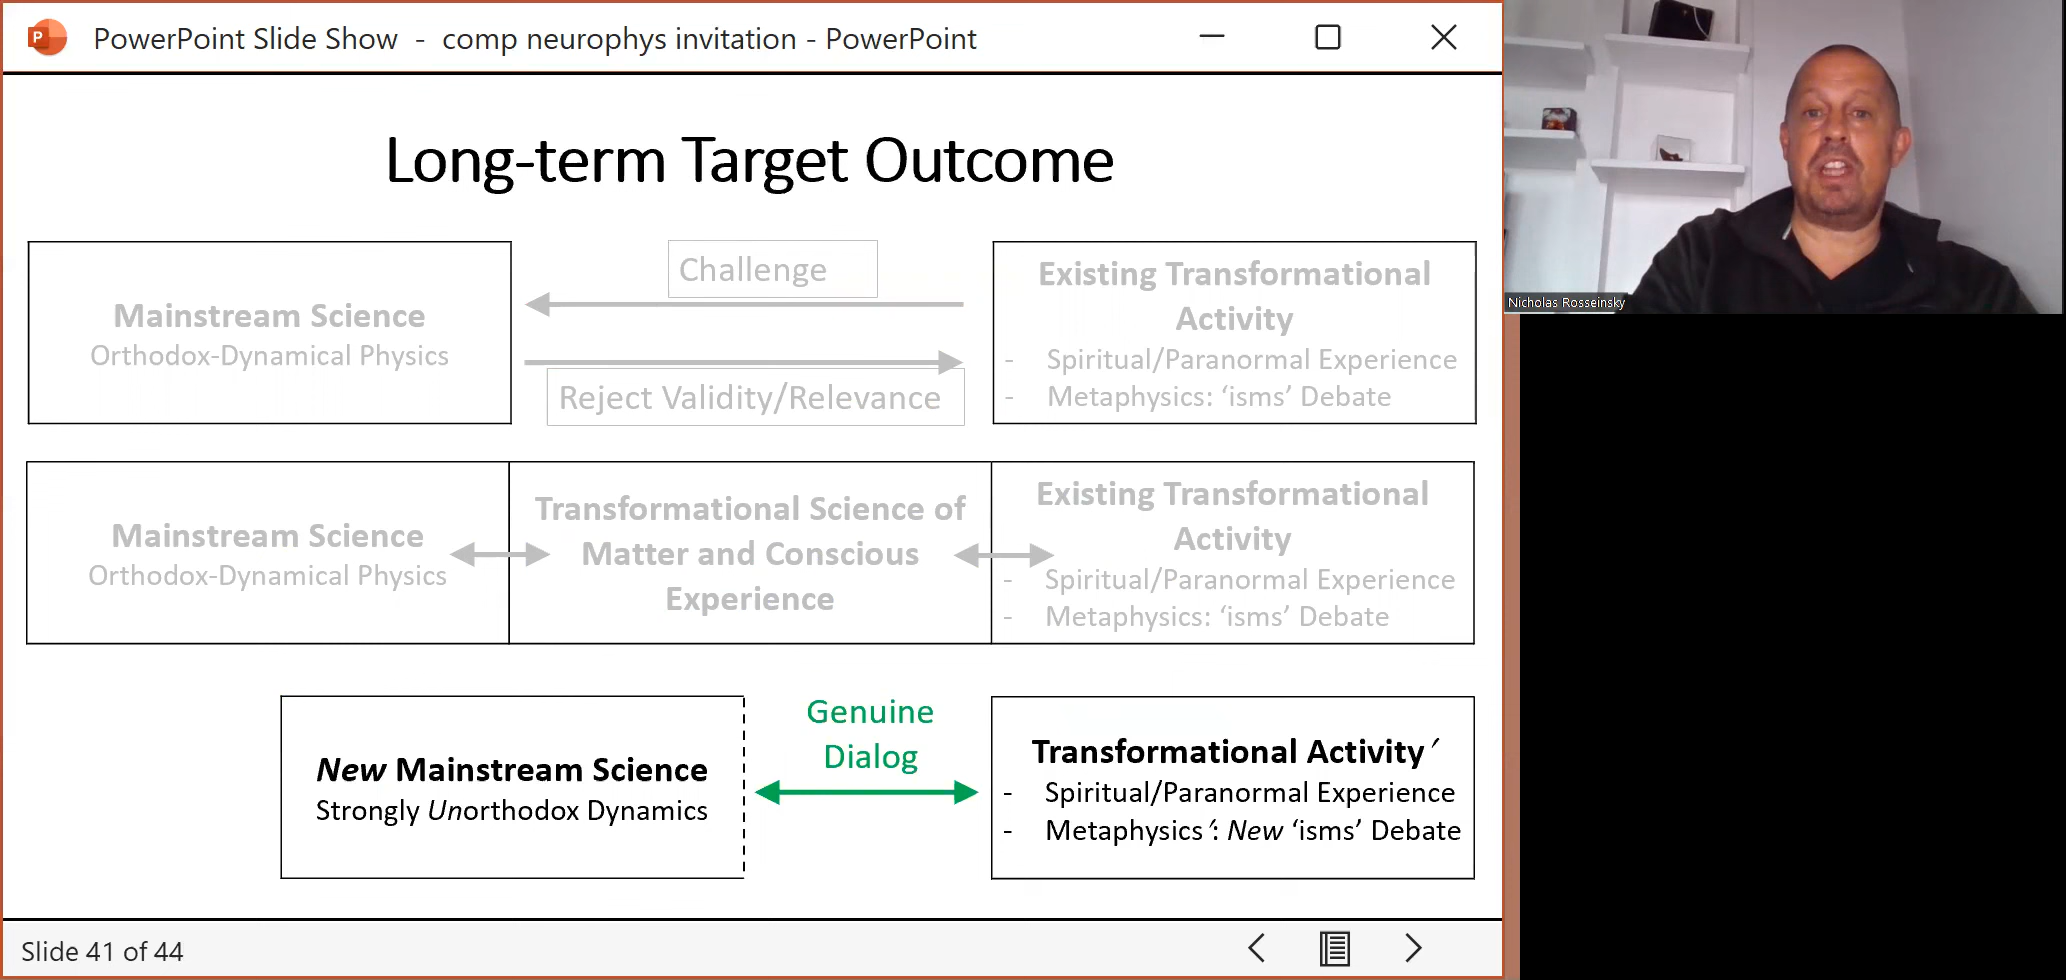 PowerPoint Slide Show - comp neurophys invitation - PowerPoint
Long-term Target Outcome
Mainstream Science
Orthodox-Dynamical Physics
Challenge
Reject Validity/Relevance
Existing Transformational
Activity
- Spiritual/Paranormal Experience
- Metaphysics: ‘isms’ Debate
Mainstream Science
Orthodox-Dynamical Physics
Transformational Science of
Matter and Conscious
Experience
Existing Transformational
Activity
- Spiritual/Paranormal Experience
- Metaphysics: ‘isms’ Debate
New Mainstream Science
Strongly Unorthodox Dynamics
Genuine
Dialog
Transformational Activity′
- Spiritual/Paranormal Experience
- Metaphysics′: New ‘isms’ Debate
Slide 41 of 44
Nicholas Rosseinsky